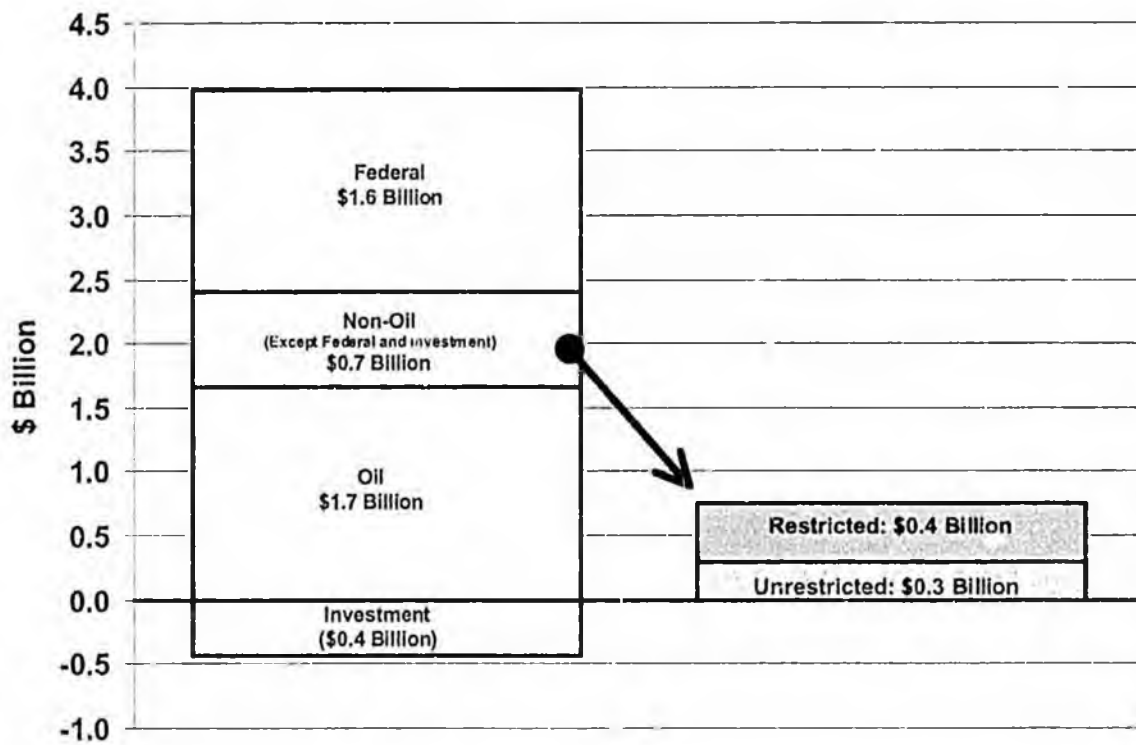 4.5
4.0
3.5
3.0
2.5
2.0
1.5
1.0
0.5
0.0
-0.5
-1.0
$ Billion
Federal
$1.6 Billion
Non-Oil
(Except Federal and Investment)
$0.7 Billion
Oil
$1.7 Billion
Investment
($0.4 Billion)
Restricted: $0.4 Billion
Unrestricted: $0.3 Billion